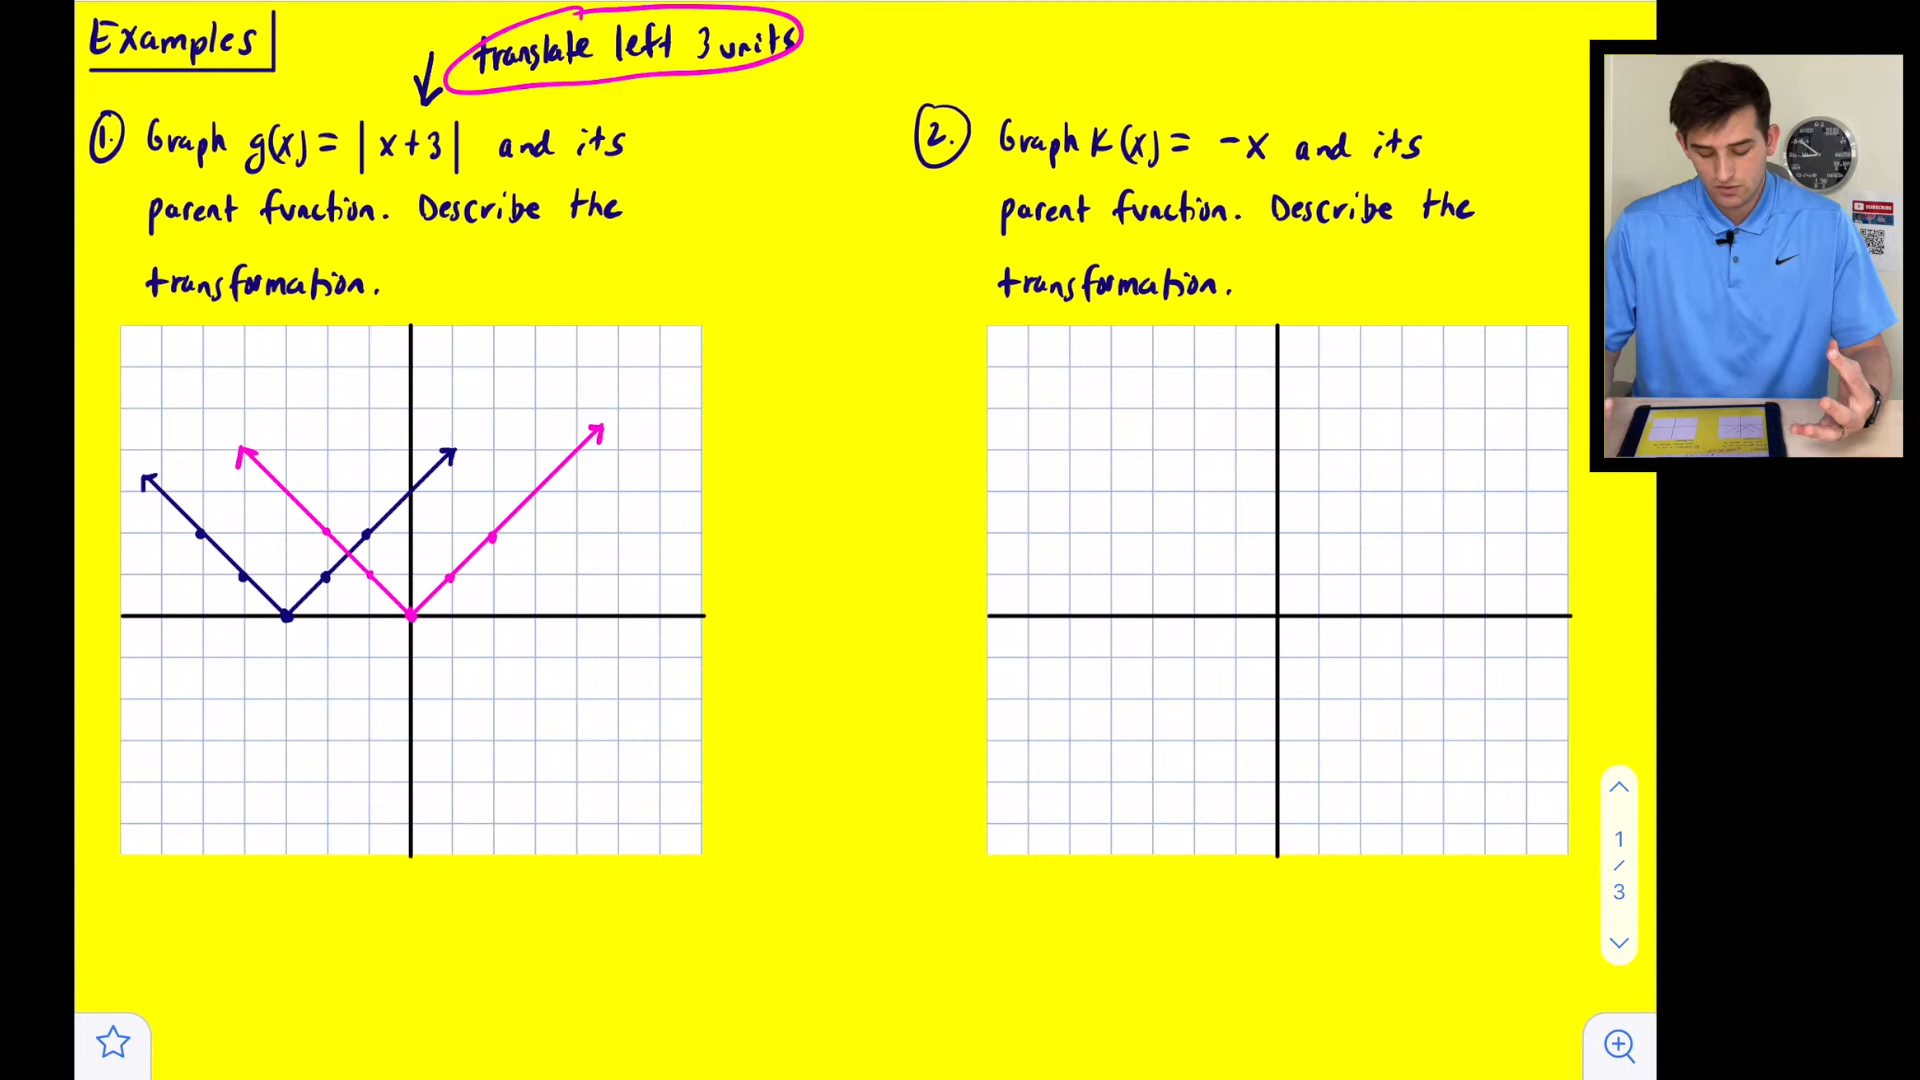 Examples
translate left 3 units
1. Graph g(x) = |x+3| and its
parent function. Describe the
transformation.
2. Graph K(x) = -x and its
parent function. Describe the
transformation.
SUBSCRIBE
1
/
3